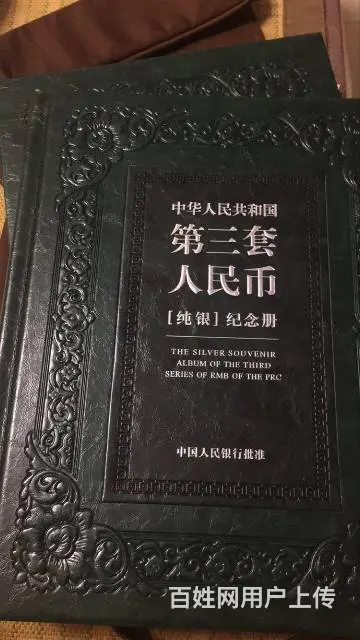 中华人民共和国
第三套
人民币
[纯银]纪念册
THE SILVER SOUVENIR
ALBUM OF THE THIRD
SERIES OF RMB OF THE PRC
中国人民银行批准
百姓网用户上传